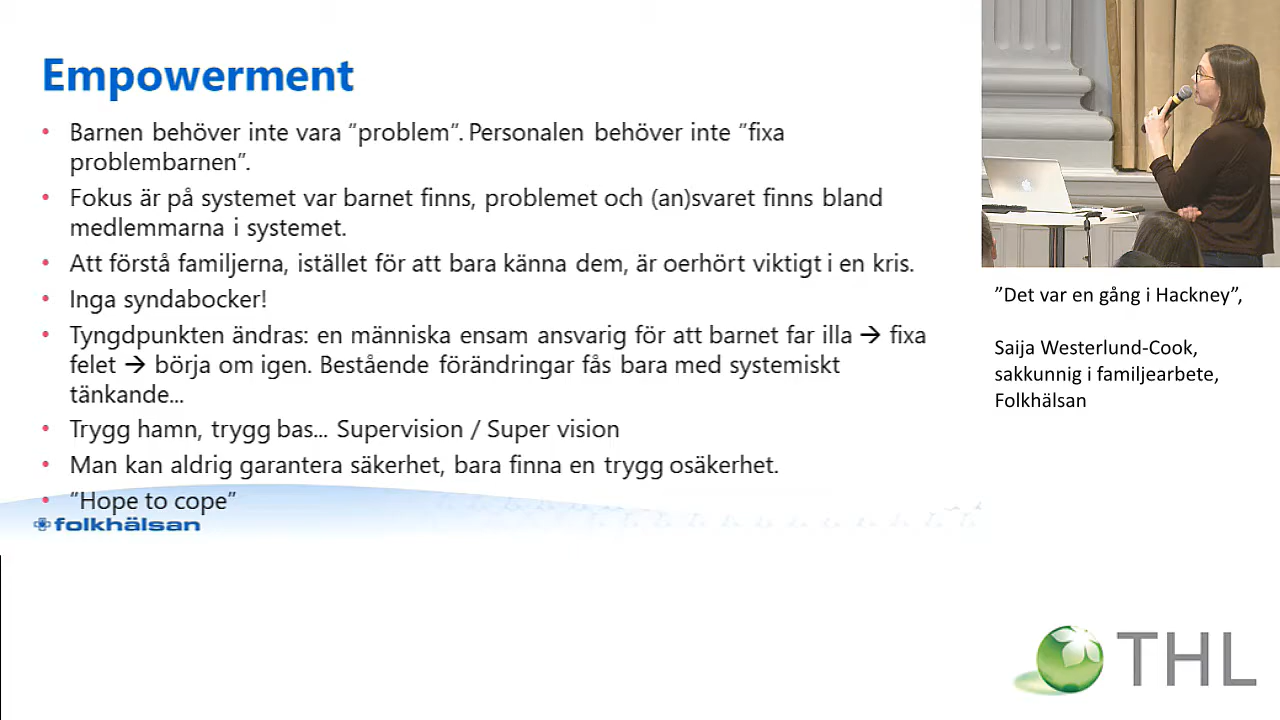 Empowerment
• Barnen behöver inte vara ”problem”. Personalen behöver inte ”fixa
problembarnen”.
• Fokus är på systemet var barnet finns, problemet och (an)svaret finns bland
medlemmarna i systemet.
• Att förstå familjerna, istället för att bara känna dem, är oerhört viktigt i en kris.
• Inga syndabocker!
• Tyngdpunkten ändras: en människa ensam ansvarig för att barnet far illa → fixa
felet → börja om igen. Bestående förändringar fås bara med systemiskt
tänkande...
• Trygg hamn, trygg bas... Supervision / Super vision
• Man kan aldrig garantera säkerhet, bara finna en trygg osäkerhet.
• ”Hope to cope”
folkhälsan
”Det var en gång i Hackney”,
Saija Westerlund-Cook,
sakkunnig i familjearbete,
Folkhälsan
THL